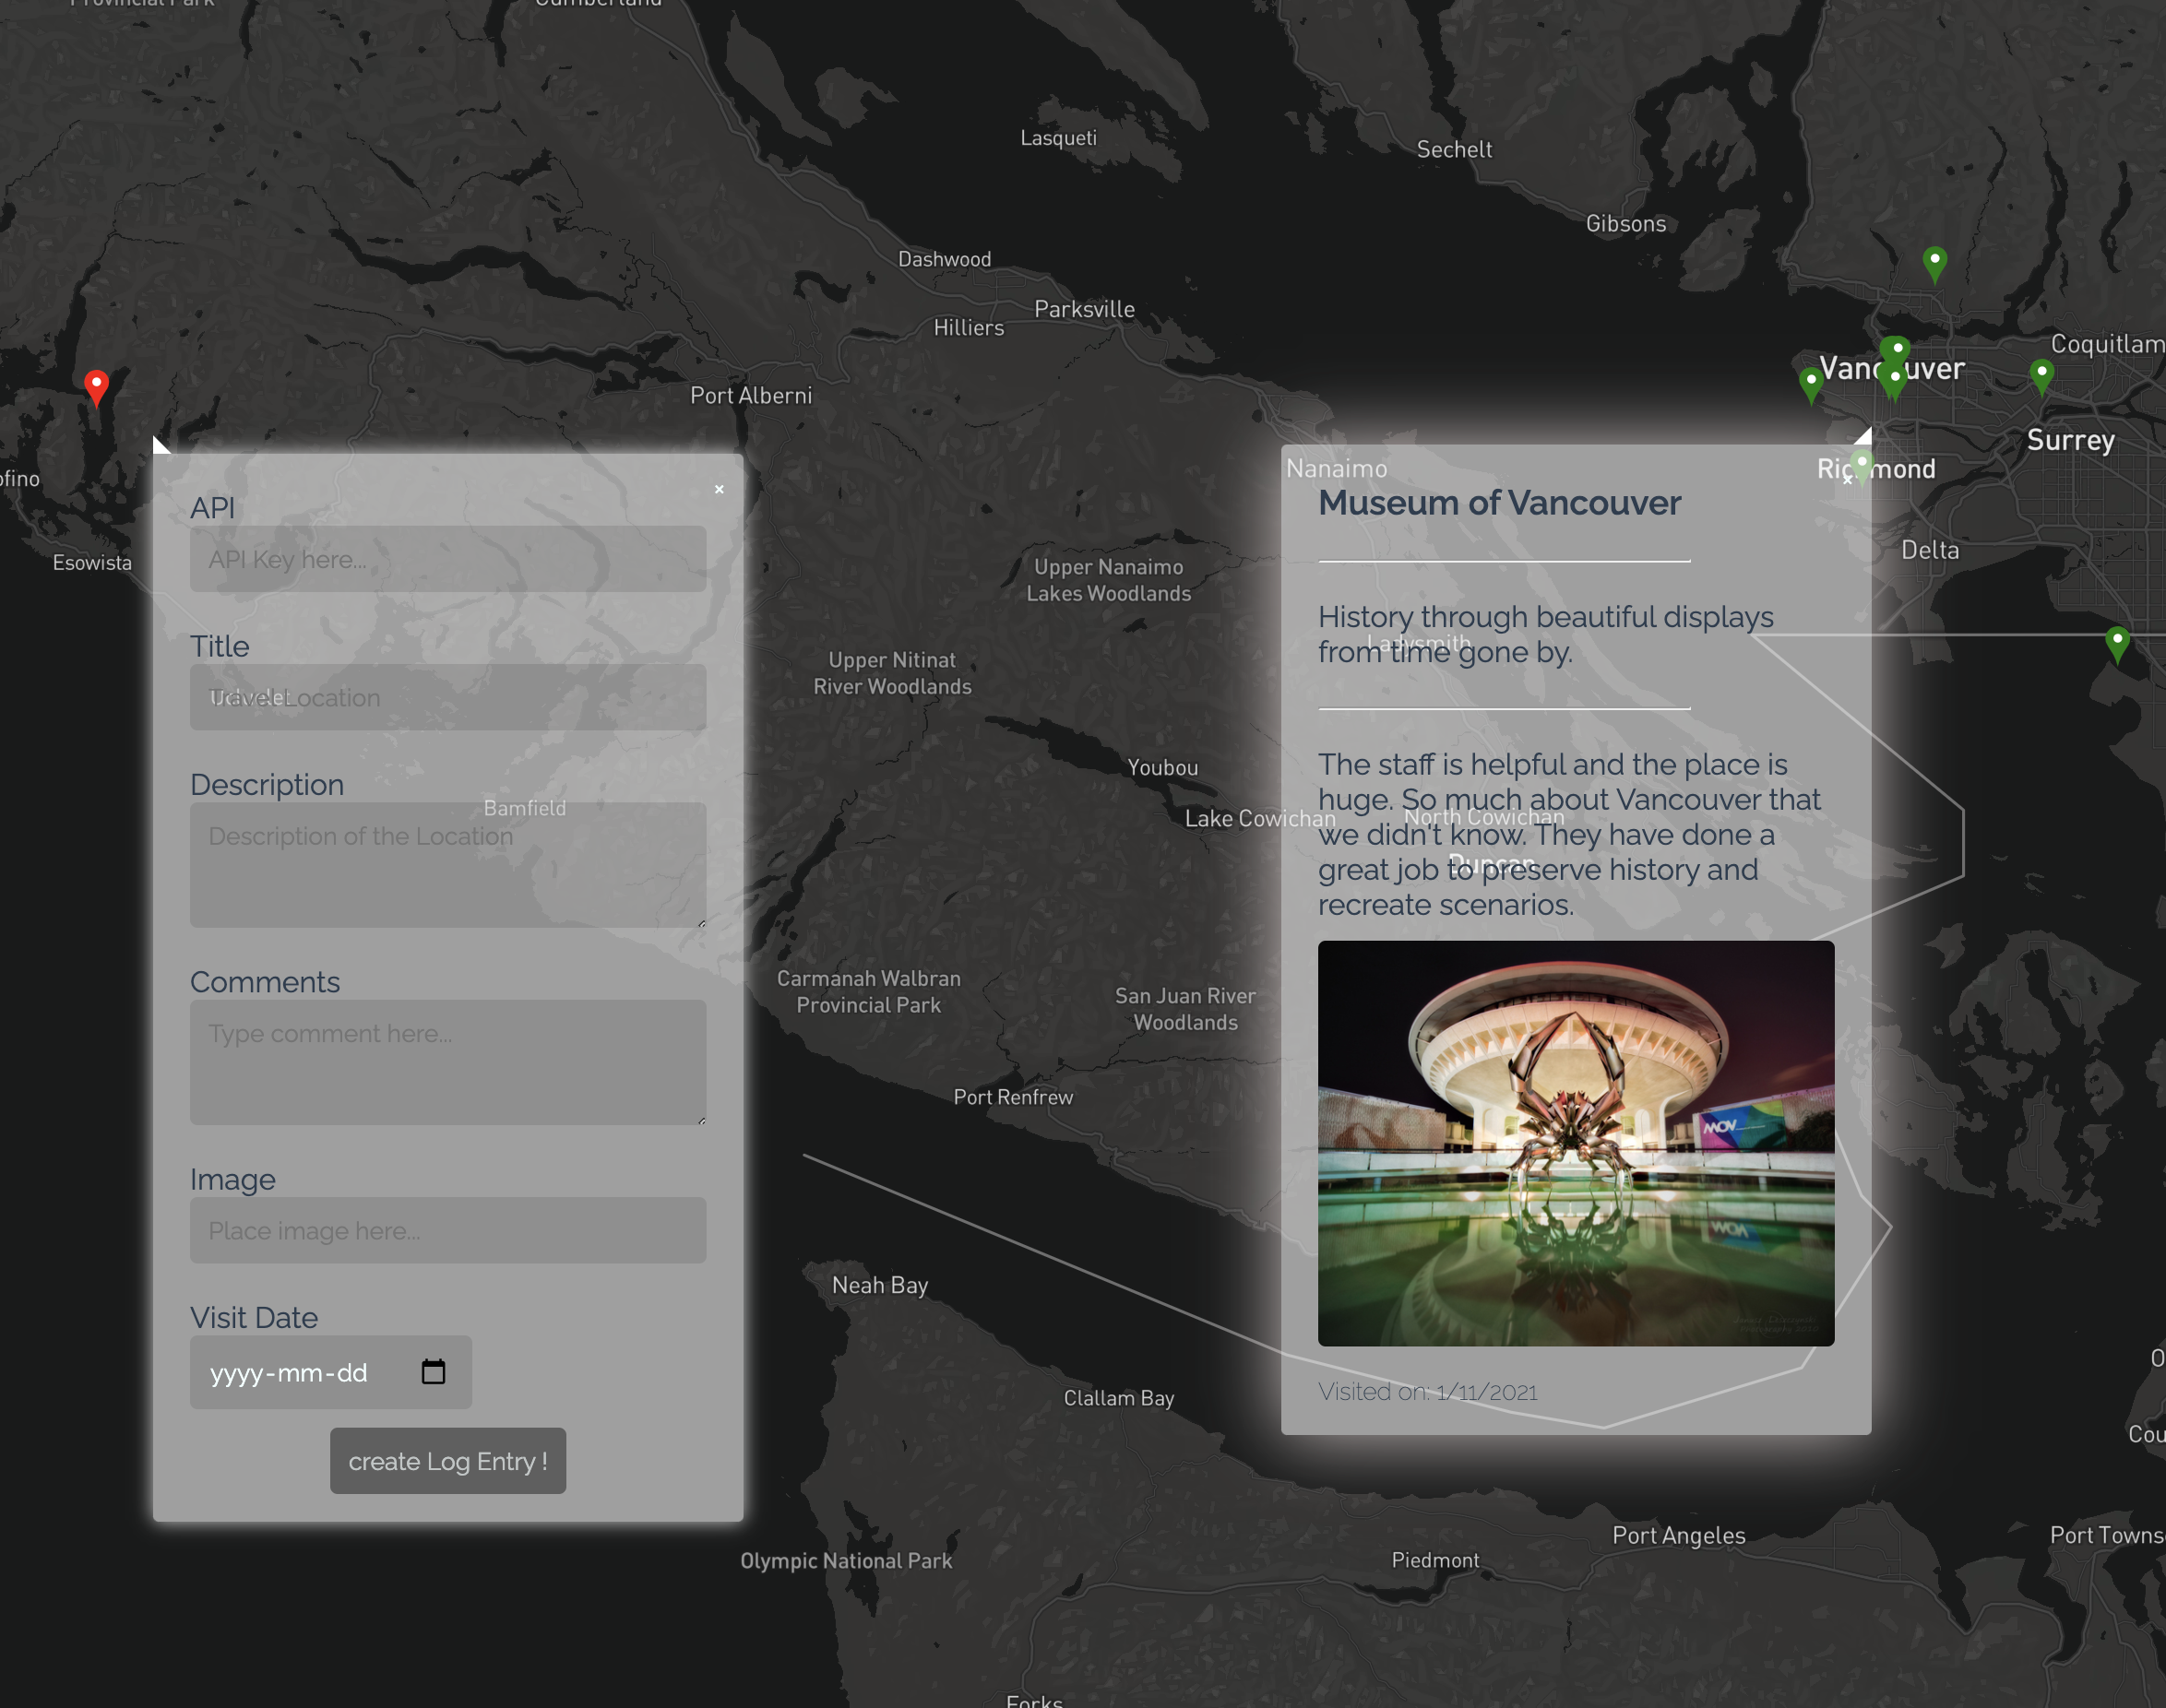 Provincial Park
Cumberland
Lasqueti
Sechelt
Gibsons
Dashwood
Parksville
Hilliers
Coquitlam
Vancouver
Port Alberni
Surrey
Nanaimo
Richmond
ofino
Esowista
Delta
×
API
API Key here...
Title
Travel Location
Ucluelet
Description
Bamfield
Description of the Location
Comments
Type comment here...
Image
Place image here...
Visit Date
yyyy-mm-dd
create Log Entry !
Upper Nanaimo
Lakes Woodlands
Upper Nitinat
River Woodlands
Youbou
Lake Cowichan
Carmanah Walbran
Provincial Park
San Juan River
Woodlands
Port Renfrew
Neah Bay
Clallam Bay
Olympic National Park
Piedmont
Port Angeles
Port Towns
Forks
×
Museum of Vancouver
History through beautiful displays
from time gone by.
Ladysmith
The staff is helpful and the place is
huge. So much about Vancouver that
we didn't know. They have done a
great job to preserve history and
recreate scenarios.
North Cowichan
Duncan
MOV
Visited on: 1/11/2021
O
Cou